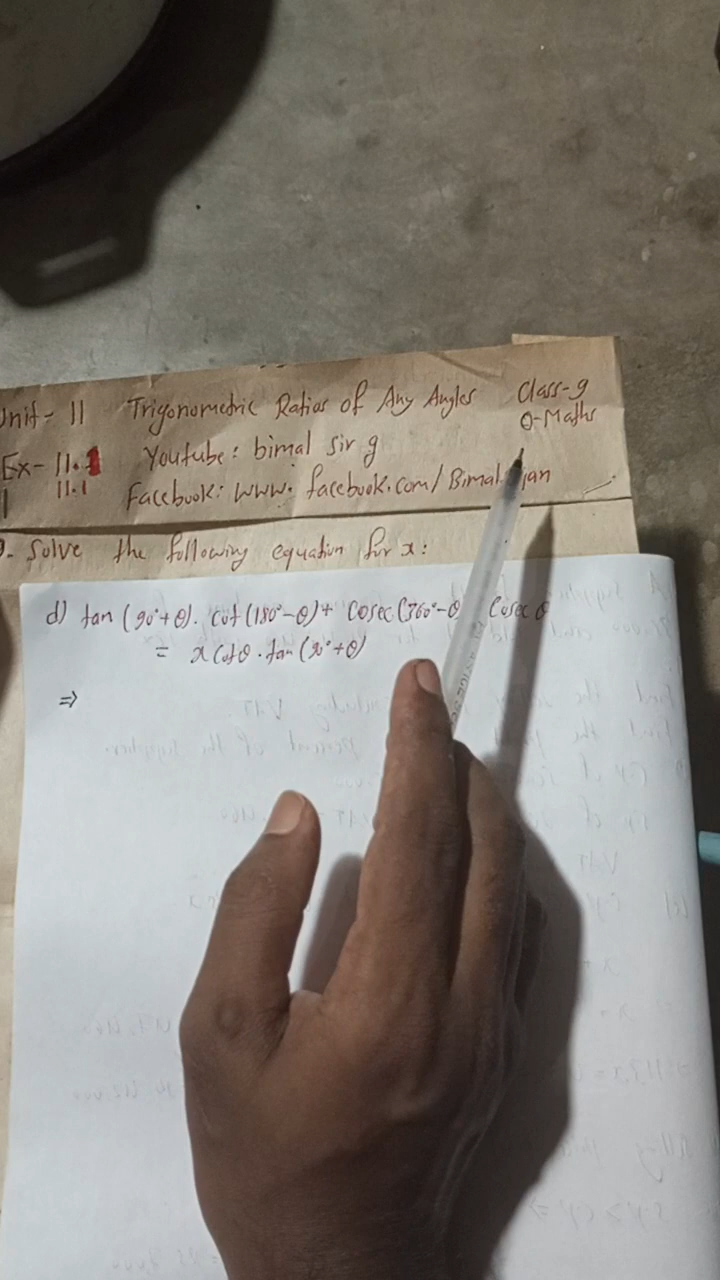 Unit- 11 Trigonometric Ratios of Any Angles Class-9
O-Maths
Ex- 11.1 Youtube: bimal sir g
11.1
Facebook: www.facebook.com/Bimal
Solve the following equation for x:
d) tan (90°+θ). Cot (180°-θ)+ Cosec (360°-θ Cosec θ
= x Cotθ . tan (90°+θ)
⇒